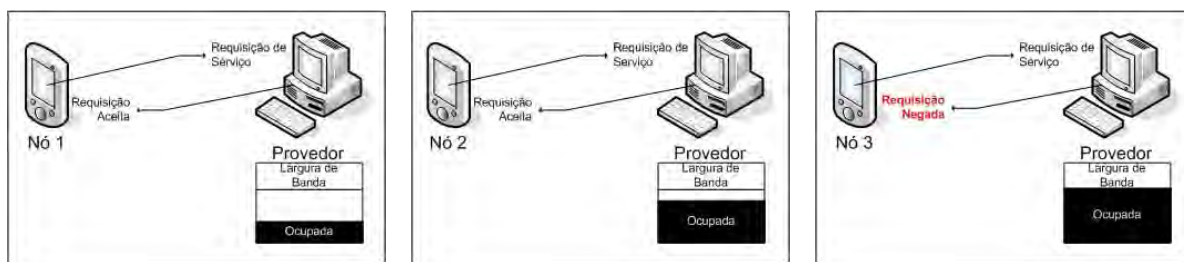 Requisição de
Serviço
Requisição
Aceita
Nó 1
Provedor
Largura de
Banda
Ocupada
Requisição de
Serviço
Requisição
Aceita
Nó 2
Provedor
Largura de
Banda
Ocupada
Requisição de
Serviço
Requisição
Negada
Nó 3
Provedor
Largura de
Banda
Ocupada